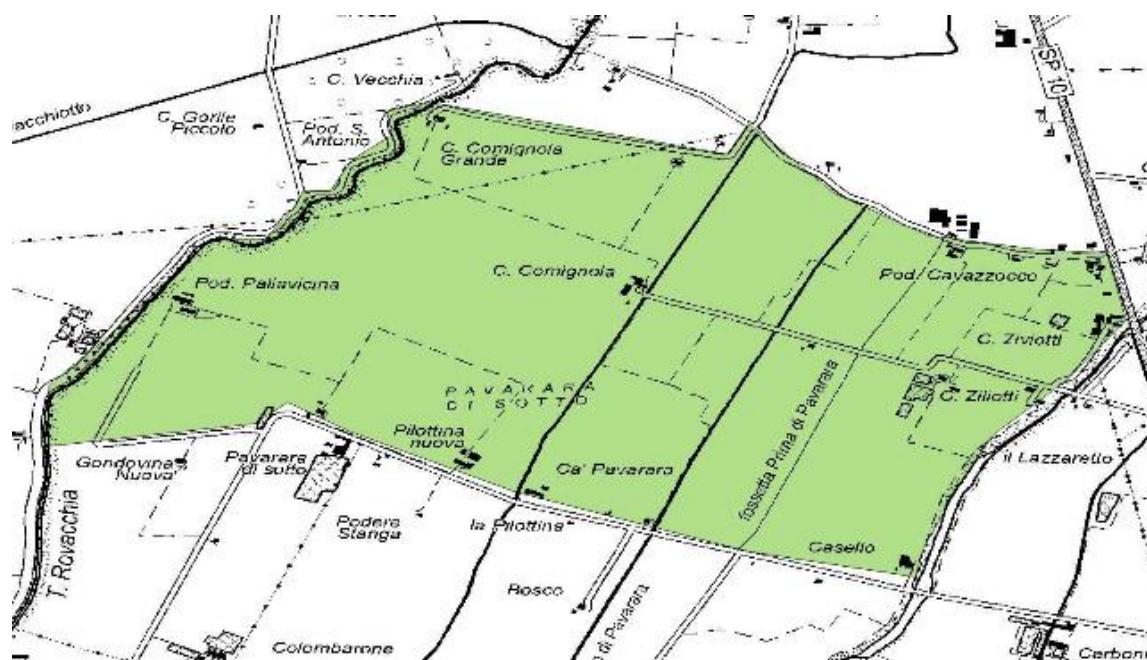 C. Vecchia
SP 10
C. Gorile
Piccolo
Pod. S.
Antonio
C. Comignola
Grande
C. Comignola
Pod. Pallavicina
Pod. Cavazzocco
C. Ziviotti
PAVARARA
DI SOTTO
C. Ziliotti
Pilottina
nuova
Gondovina
Nuova
Pavarara
di sotto
Ca' Pavarara
fossetta Prima di Pavarara
il Lazzaretto
Podere
Stanga
la Pilottina
Casello
T. Rovacchia
Bosco
di Pavarara
Colombarone